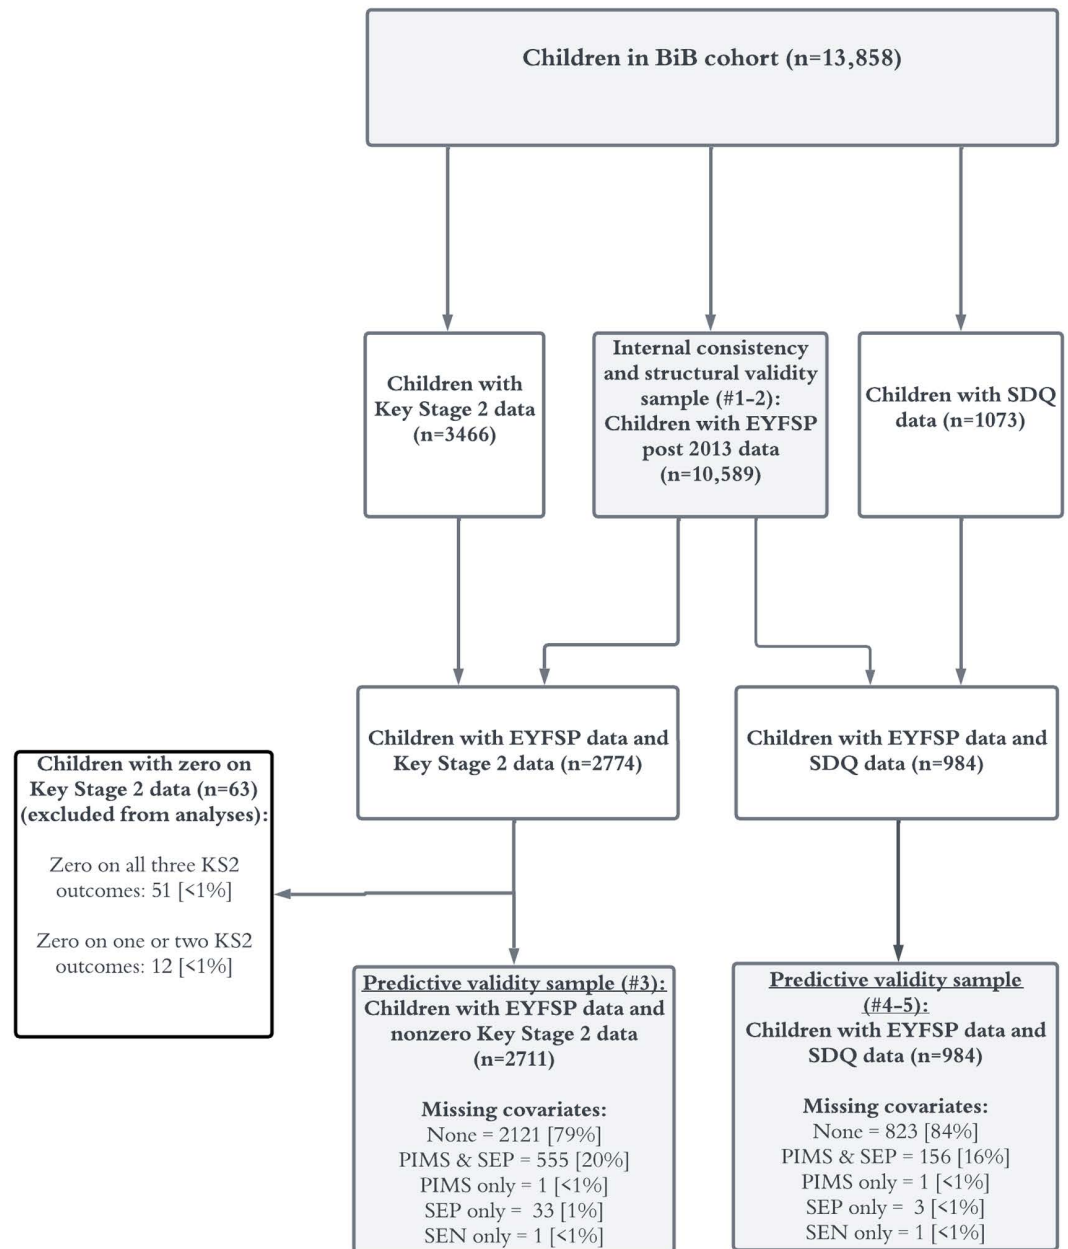 Children in BiB cohort (n=13,858)
Children with
Key Stage 2 data
(n=3466)
Internal consistency
and structural validity
sample (#1-2):
Children with EYFSP
post 2013 data
(n=10,589)
Children with SDQ
data (n=1073)
Children with EYFSP data and
Key Stage 2 data (n=2774)
Children with EYFSP data and
SDQ data (n=984)
Children with zero on
Key Stage 2 data (n=63)
(excluded from analyses):
Zero on all three KS2
outcomes: 51 [<1%]
Zero on one or two KS2
outcomes: 12 [<1%]
Predictive validity sample (#3):
Children with EYFSP data and
nonzero Key Stage 2 data
(n=2711)
Missing covariates:
None = 2121 [79%]
PIMS & SEP = 555 [20%]
PIMS only = 1 [<1%]
SEP only =  33 [1%]
SEN only = 1 [<1%]
Predictive validity sample
(#4-5):
Children with EYFSP data and
SDQ data (n=984)
Missing covariates:
None = 823 [84%]
PIMS & SEP = 156 [16%]
PIMS only = 1 [<1%]
SEP only =  3 [<1%]
SEN only = 1 [<1%]